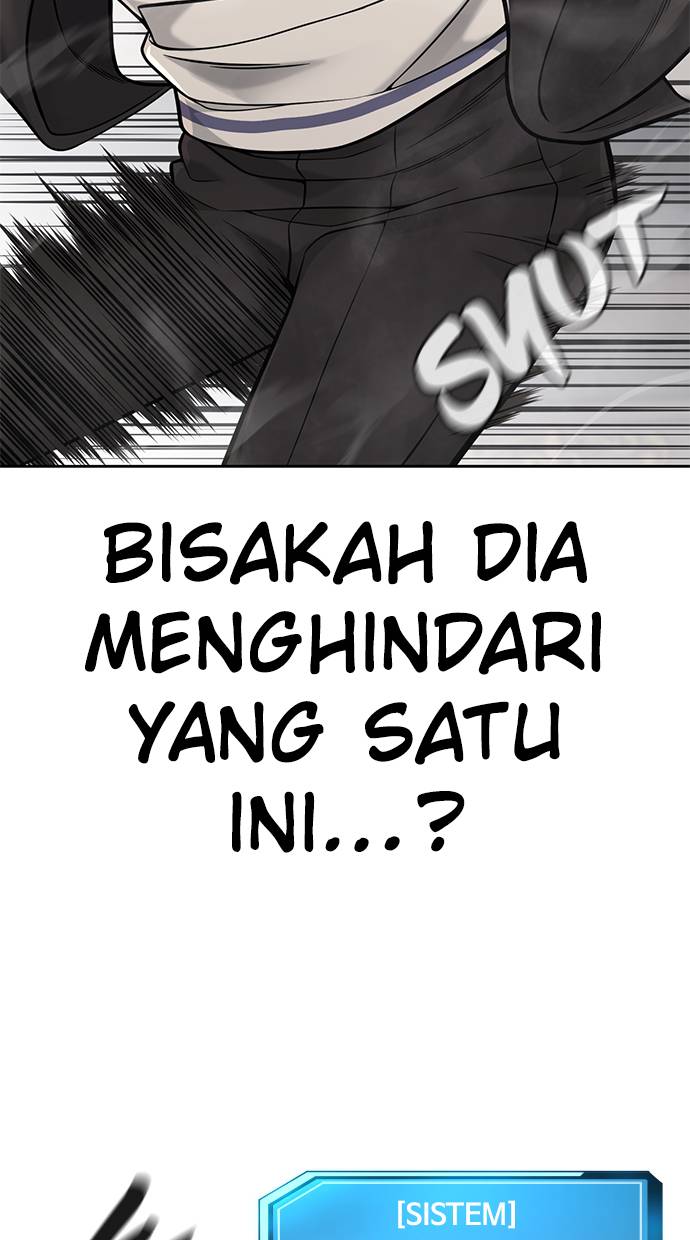 SYUT
BISAKAH DIA
MENGHINDARI
YANG SATU
INI...?
[SISTEM]